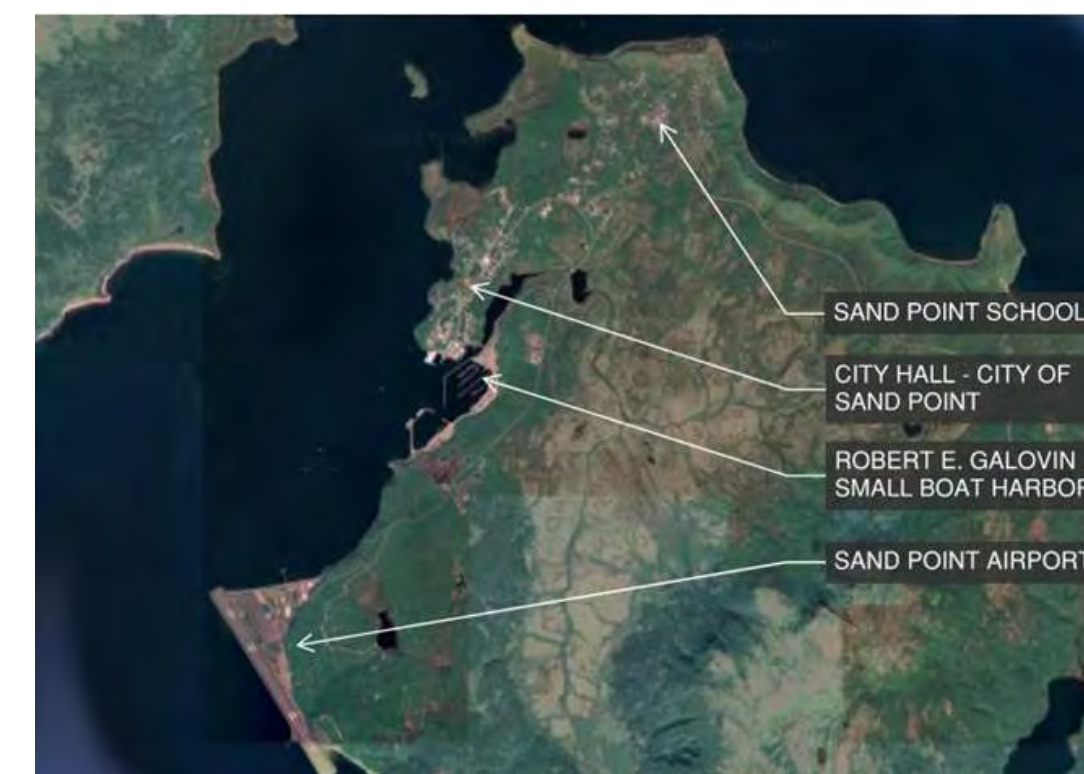 SAND POINT SCHOOL
CITY HALL - CITY OF
SAND POINT
ROBERT E. GALOVIN
SMALL BOAT HARBOR
SAND POINT AIRPORT